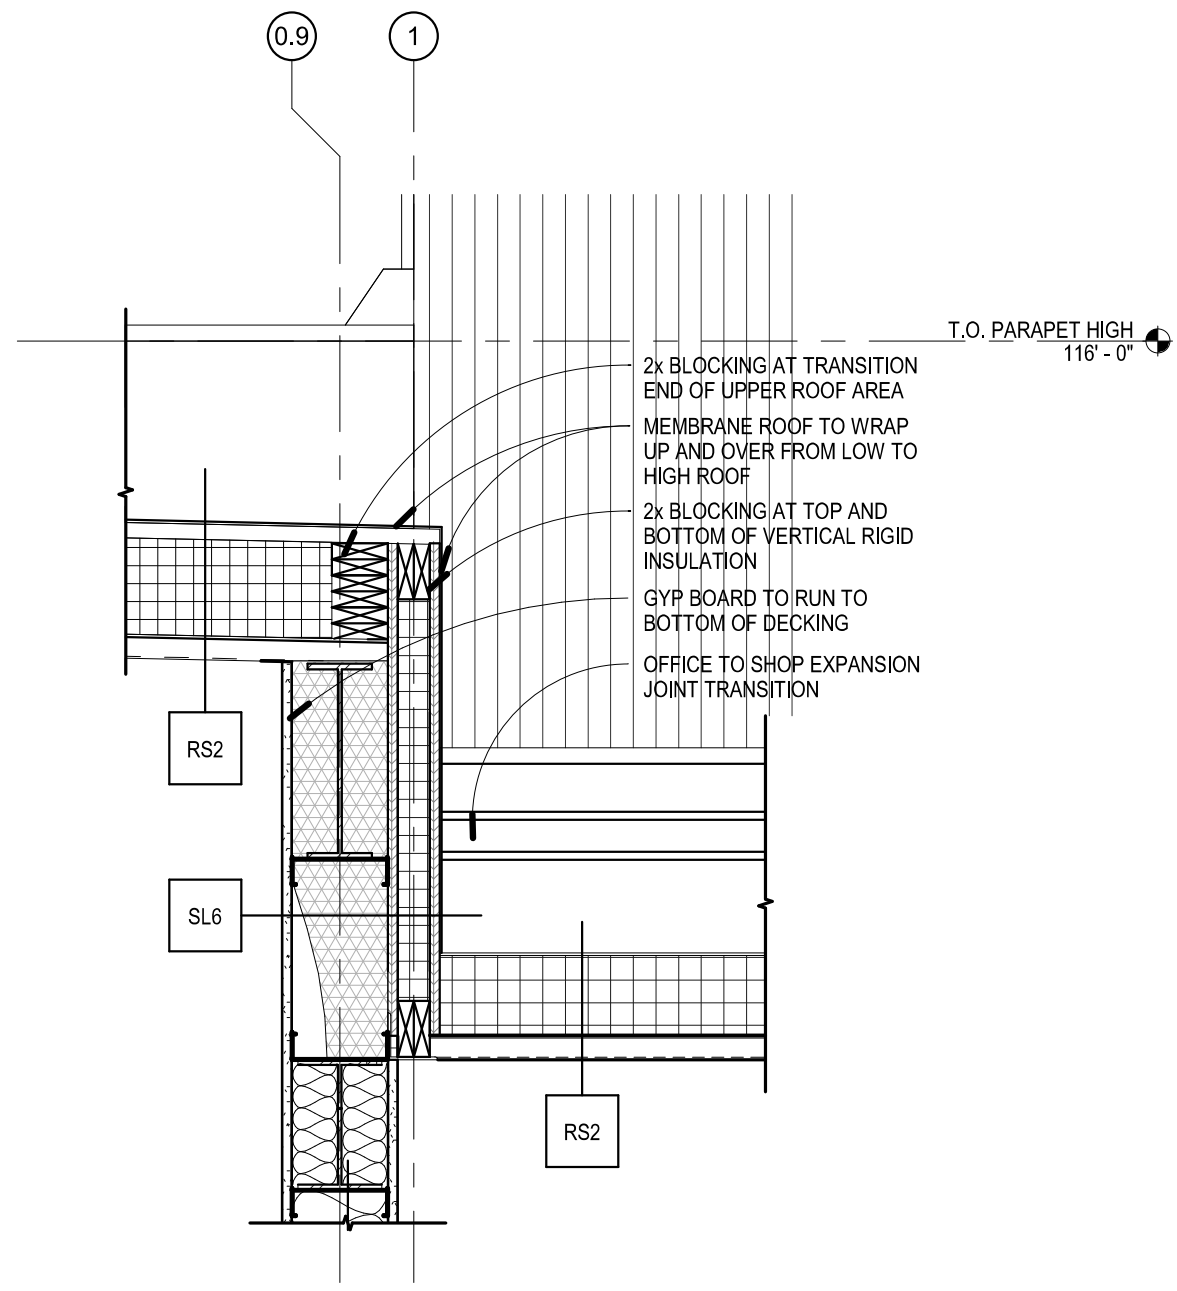 0.9
1
T.O. PARAPET HIGH
116' - 0"
2x BLOCKING AT TRANSITION
END OF UPPER ROOF AREA
MEMBRANE ROOF TO WRAP
UP AND OVER FROM LOW TO
HIGH ROOF
2x BLOCKING AT TOP AND
BOTTOM OF VERTICAL RIGID
INSULATION
GYP BOARD TO RUN TO
BOTTOM OF DECKING
OFFICE TO SHOP EXPANSION
JOINT TRANSITION
RS2
SL6
RS2